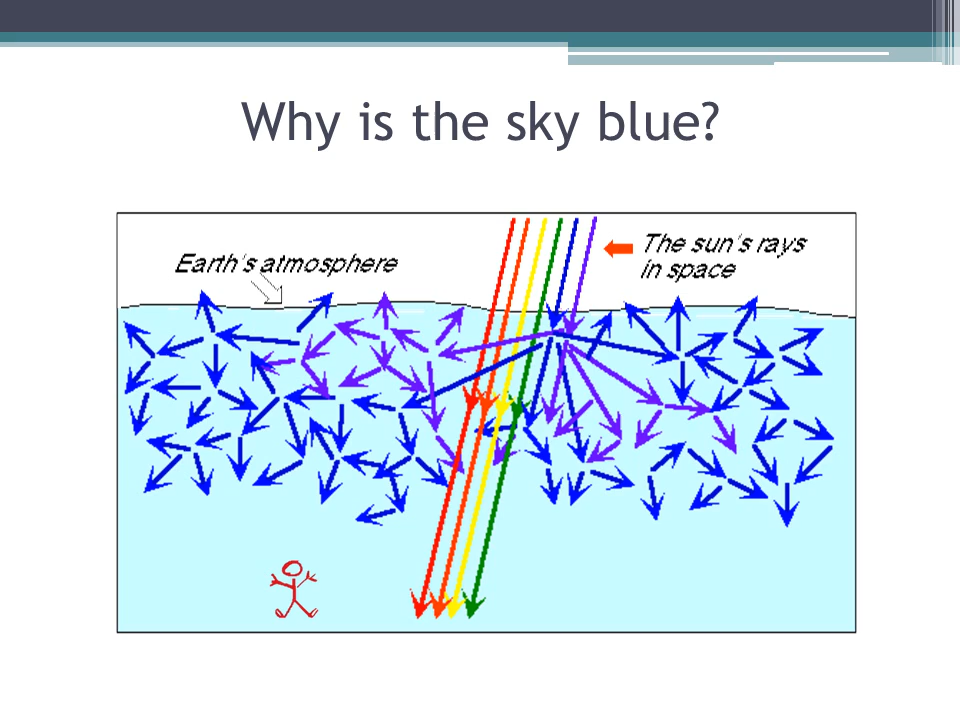 Why is the sky blue?
Earth's atmosphere
The sun's rays
in space